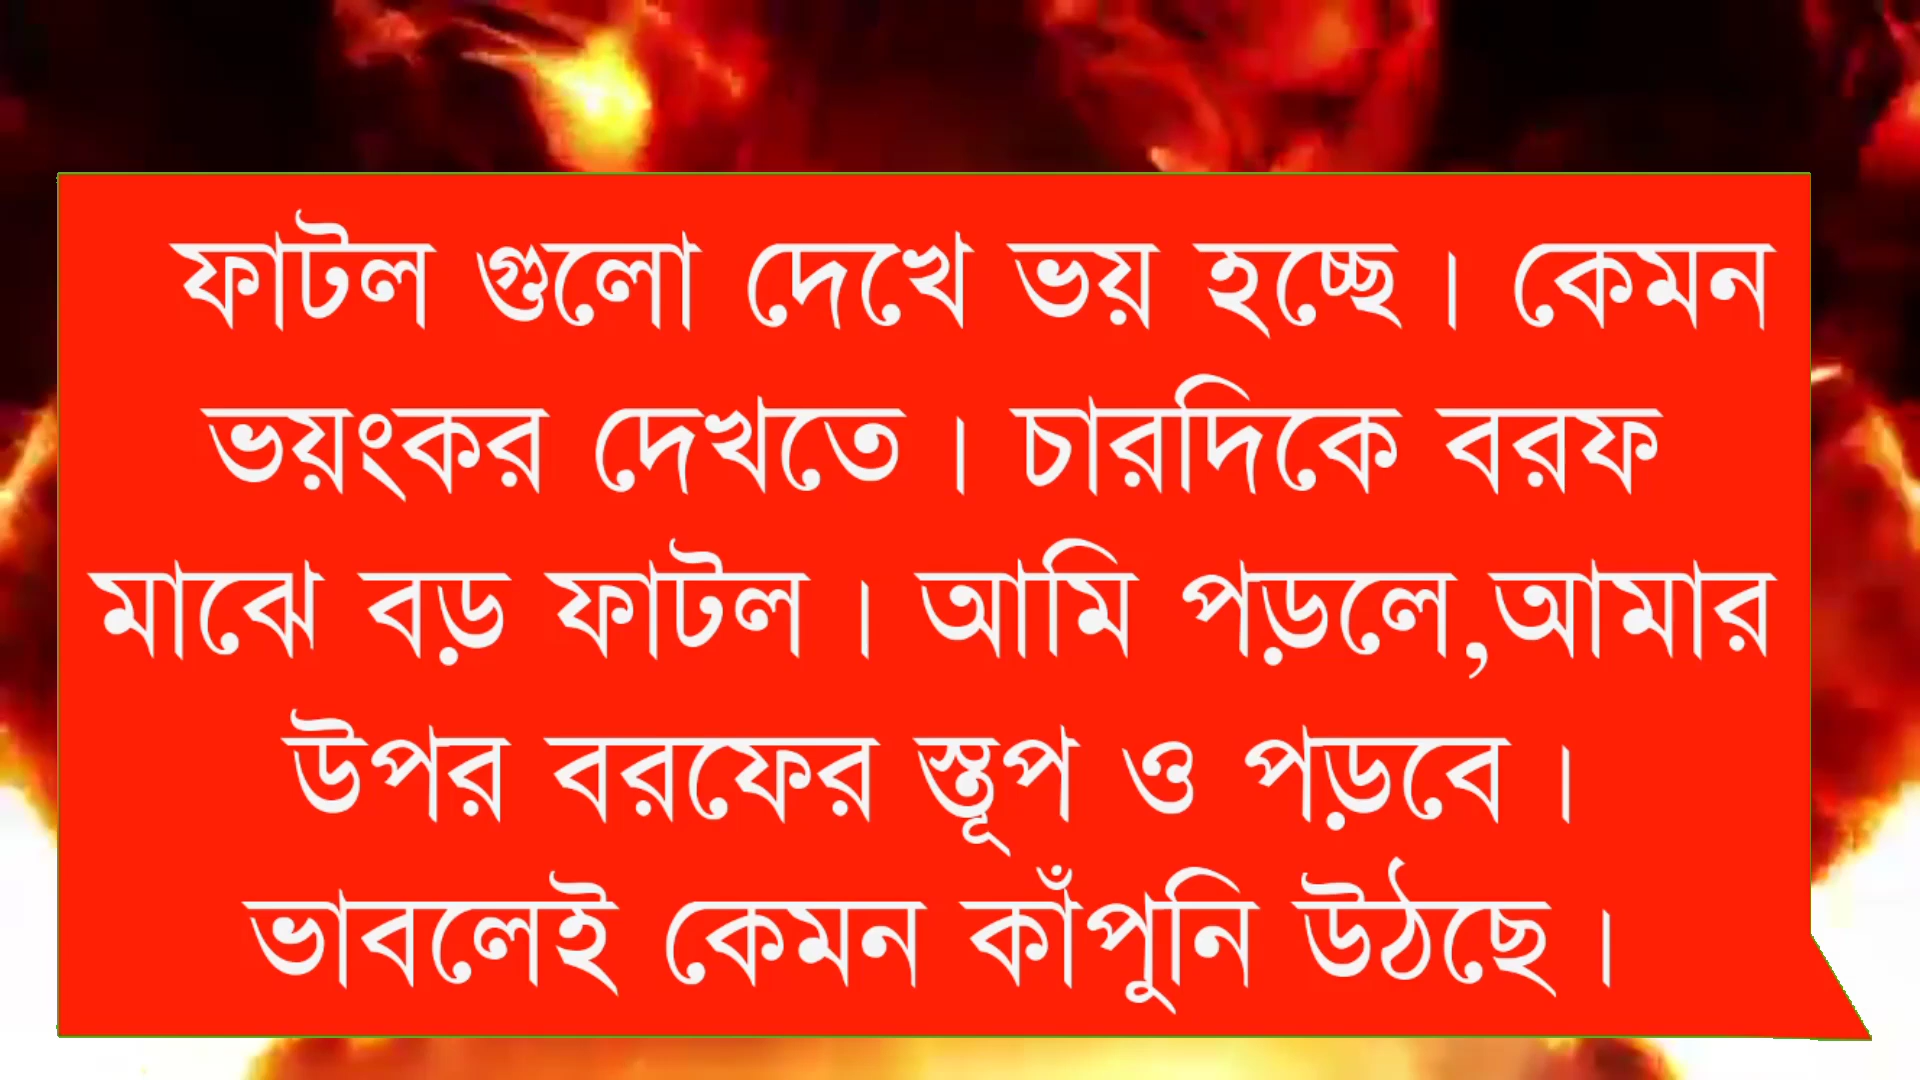 ফাটল গুলো দেখে ভয় হচ্ছে। কেমন
ভয়ংকর দেখতে। চারদিকে বরফ
মাঝে বড় ফাটল। আমি পড়লে,আমার
উপর বরফের স্তূপ ও পড়বে।
ভাবলেই কেমন কাঁপুনি উঠছে।